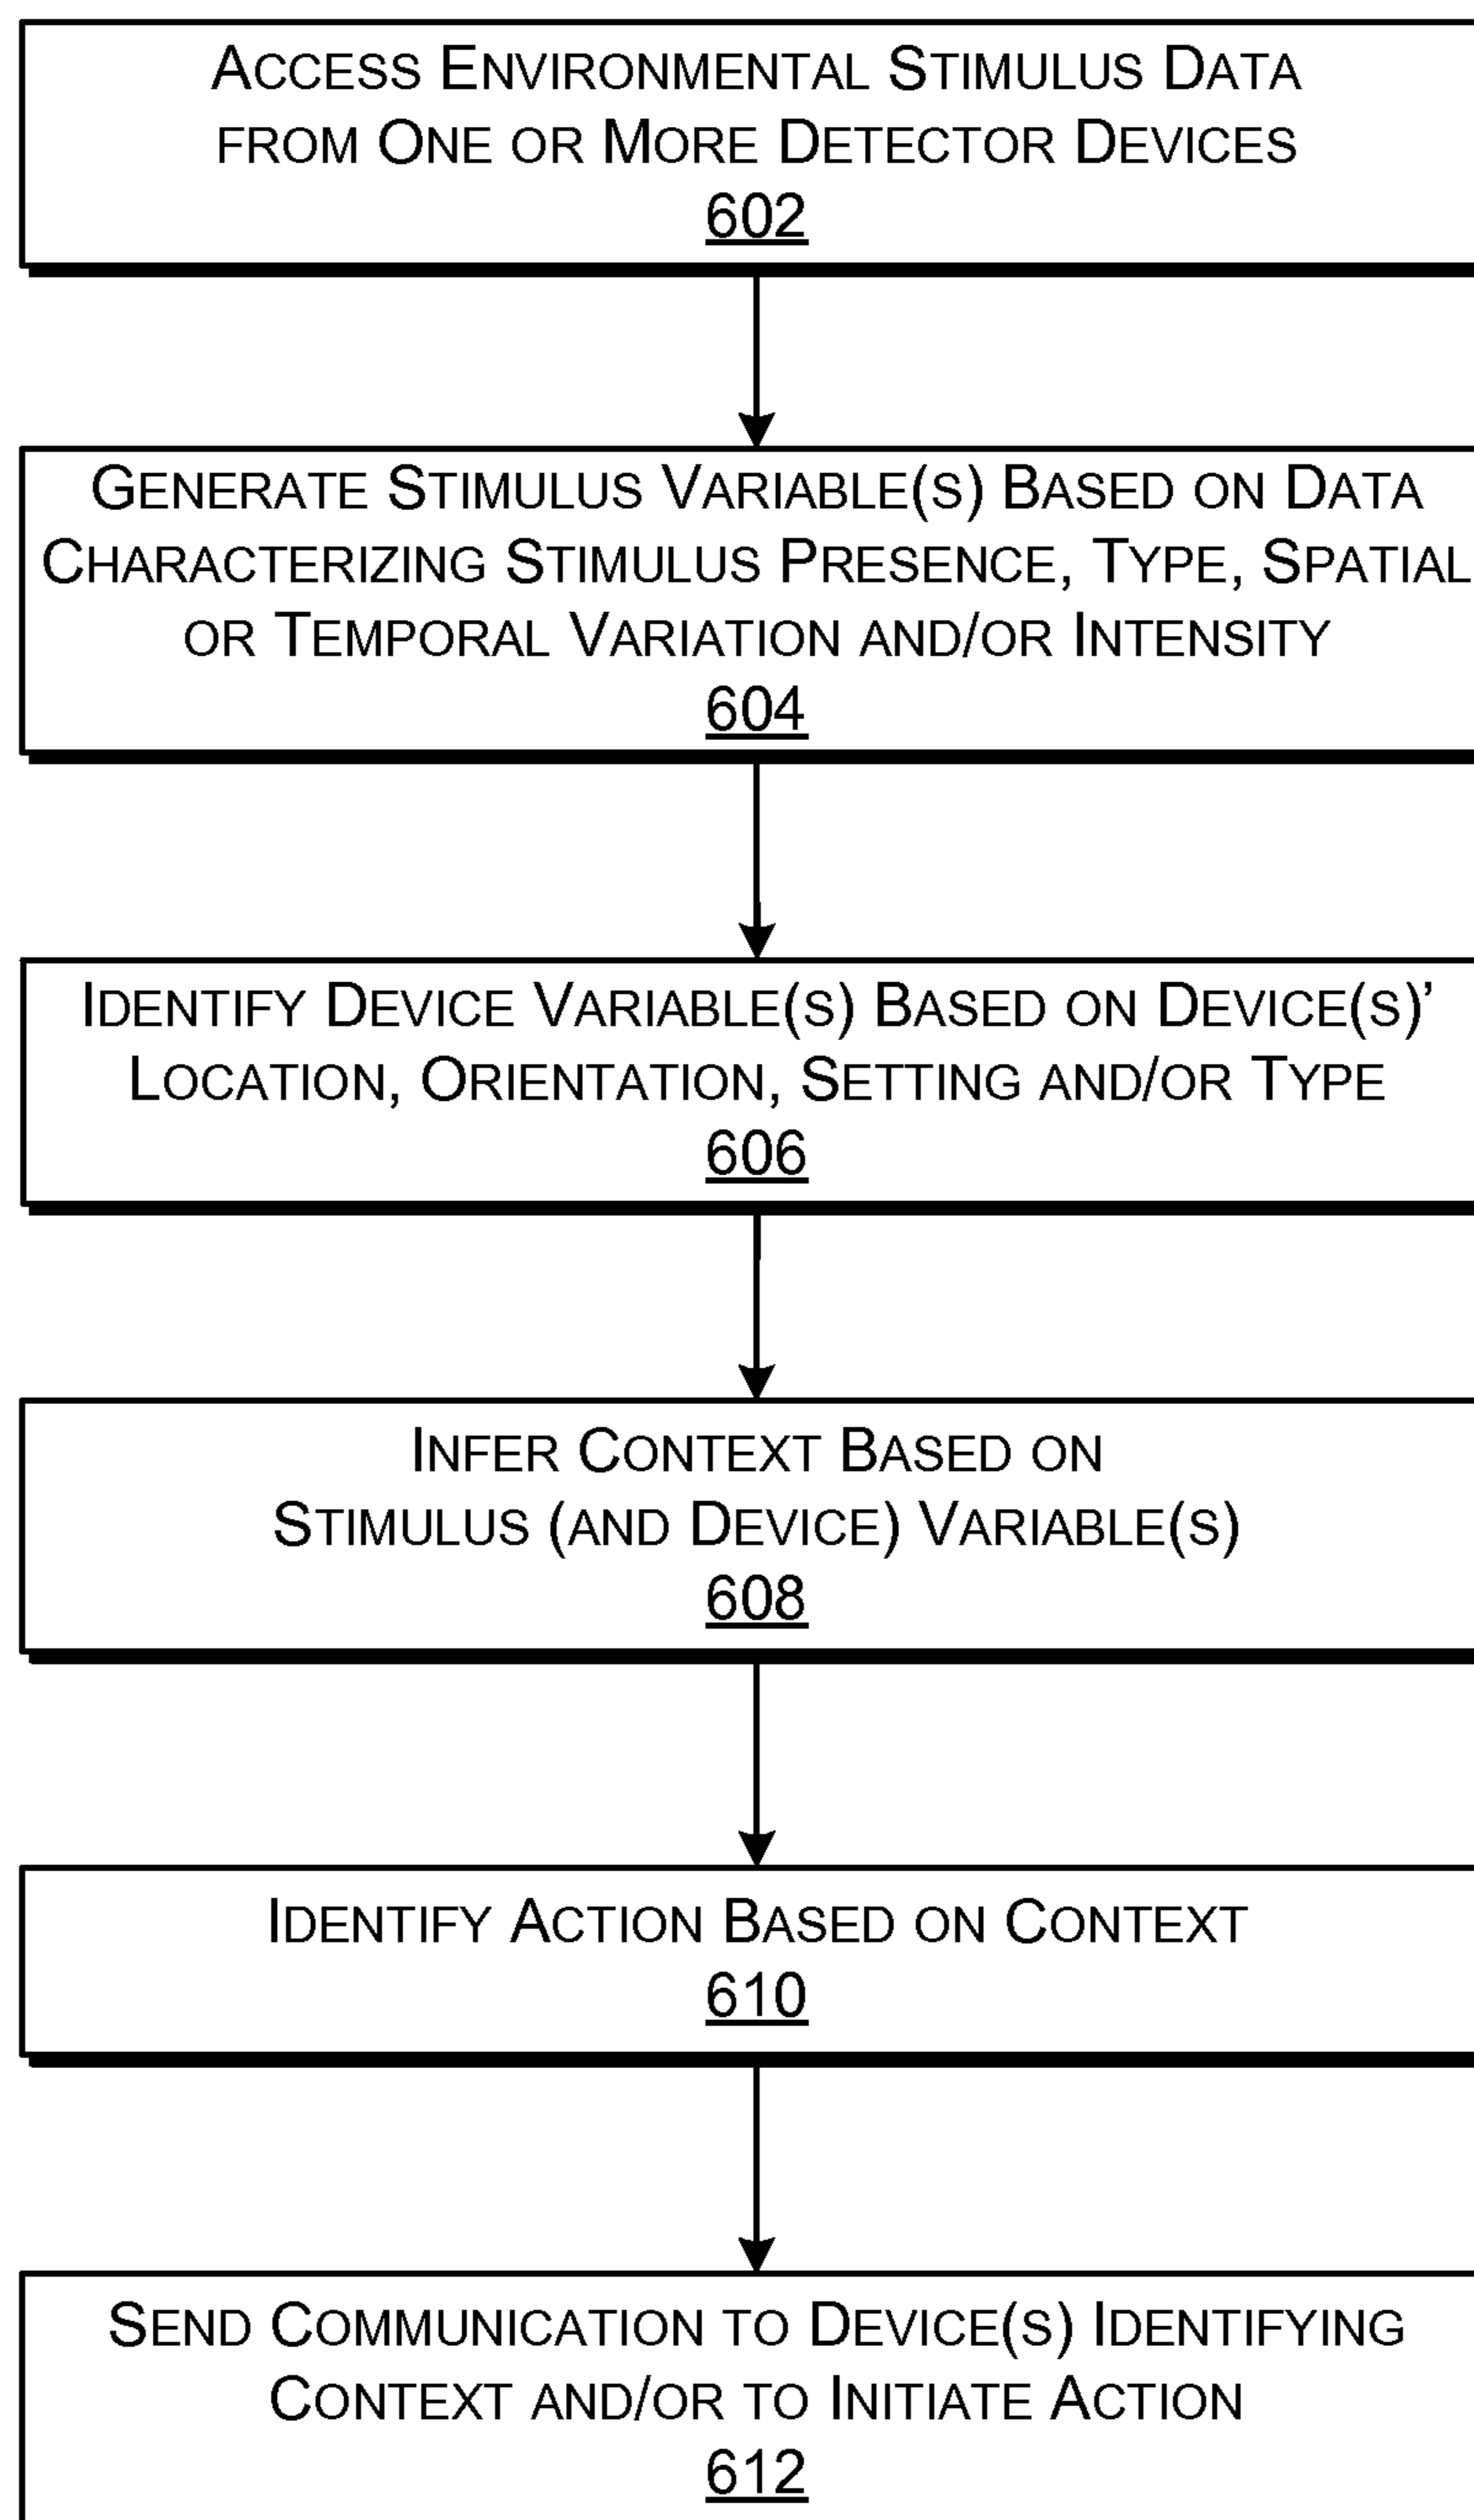 ACCESS ENVIRONMENTAL STIMULUS DATA
FROM ONE OR MORE DETECTOR DEVICES
602
GENERATE STIMULUS VARIABLE(S) BASED ON DATA
CHARACTERIZING STIMULUS PRESENCE, TYPE, SPATIAL
OR TEMPORAL VARIATION AND/OR INTENSITY
604
IDENTIFY DEVICE VARIABLE(S) BASED ON DEVICE(S)’
LOCATION, ORIENTATION, SETTING AND/OR TYPE
606
INFER CONTEXT BASED ON
STIMULUS (AND DEVICE) VARIABLE(S)
608
IDENTIFY ACTION BASED ON CONTEXT
610
SEND COMMUNICATION TO DEVICE(S) IDENTIFYING
CONTEXT AND/OR TO INITIATE ACTION
612